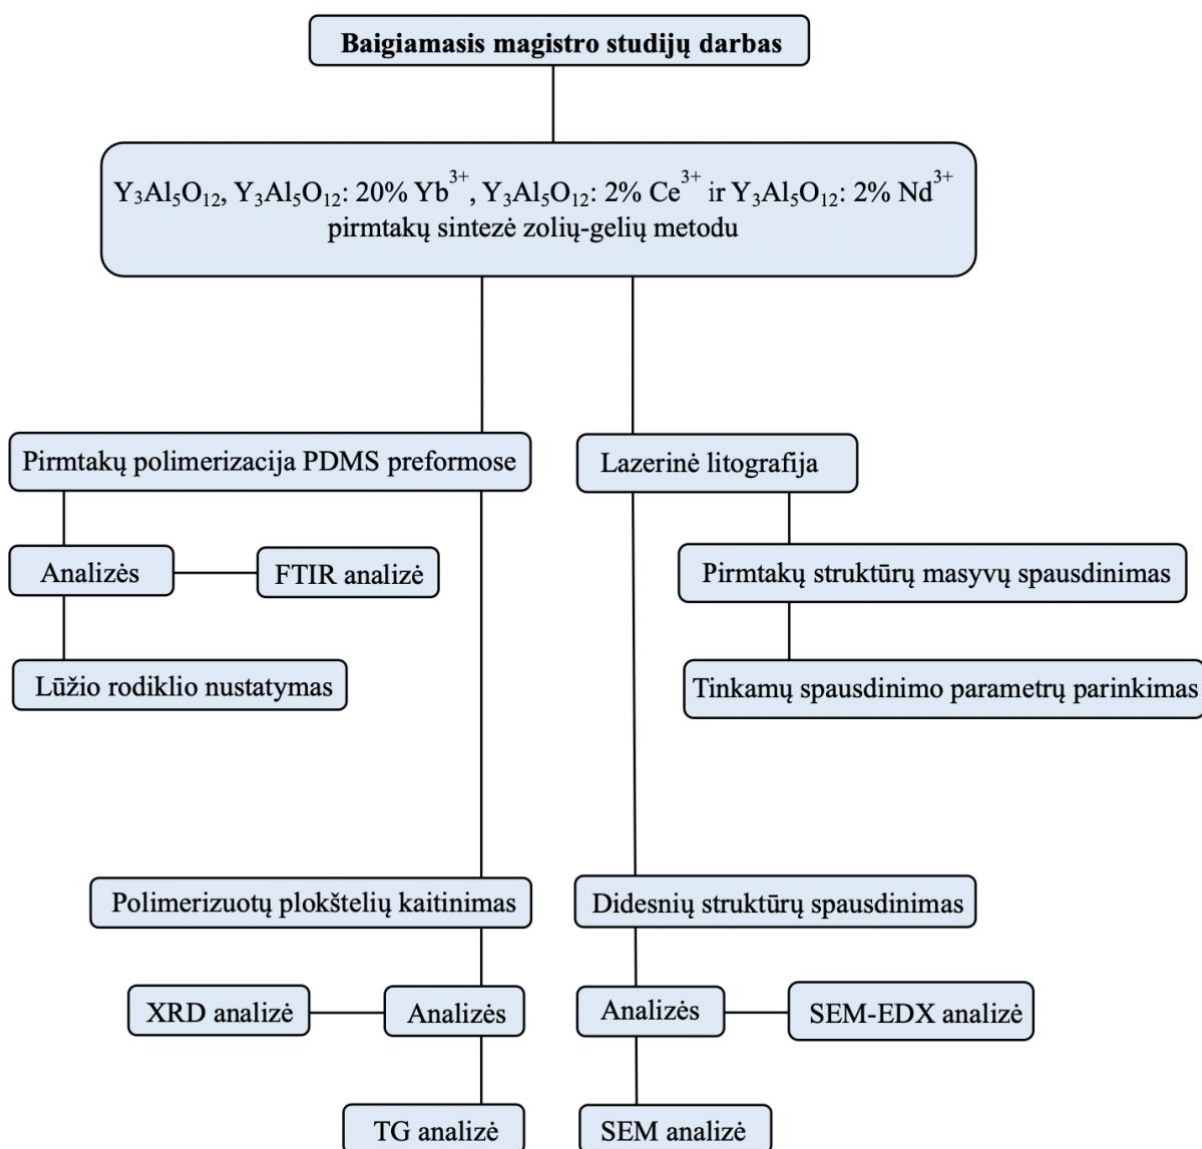 Baigiamasis magistro studijų darbas
Y₃Al₅O₁₂, Y₃Al₅O₁₂: 20% Yb³⁺, Y₃Al₅O₁₂: 2% Ce³⁺ ir Y₃Al₅O₁₂: 2% Nd³⁺
pirmtakų sintezė zolių-gelių metodu
Pirmtakų polimerizacija PDMS preformose
Lazerinė litografija
Analizės
FTIR analizė
Pirmtakų struktūrų masyvų spausdinimas
Lūžio rodiklio nustatymas
Tinkamų spausdinimo parametrų parinkimas
Polimerizuotų plokštelių kaitinimas
Didesnių struktūrų spausdinimas
XRD analizė
Analizės
Analizės
SEM-EDX analizė
TG analizė
SEM analizė